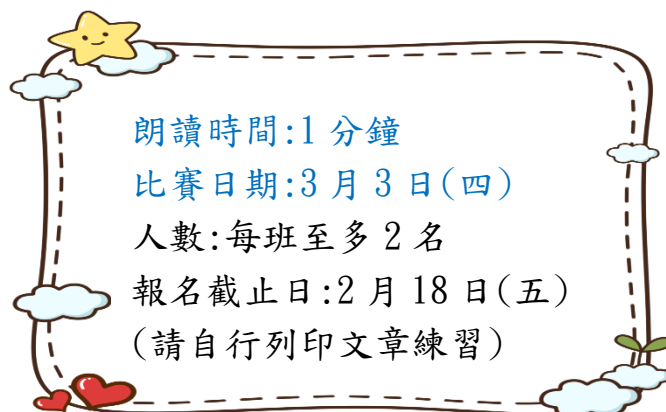 朗讀時間:1 分鐘
比賽日期:3 月 3 日(四)
人數:每班至多 2 名
報名截止日:2 月 18 日(五)
(請自行列印文章練習)